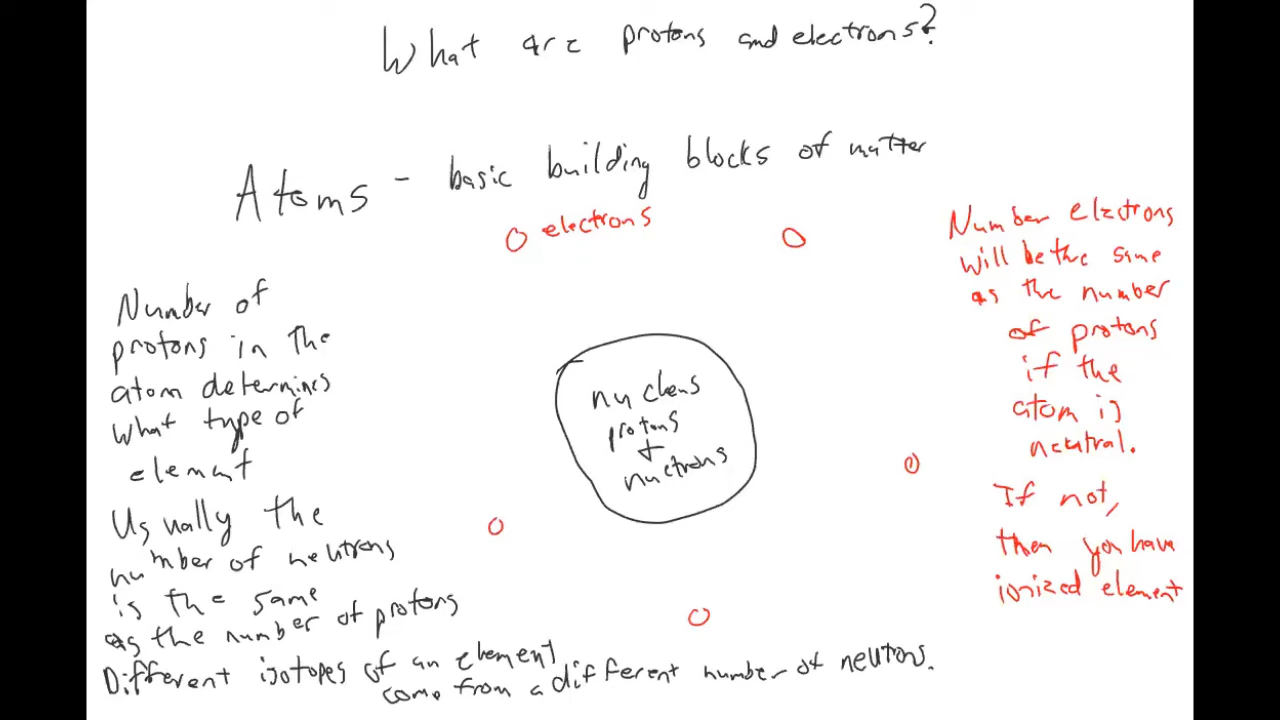 What are protons and electrons?
Atoms - basic building blocks of matter
electrons
Number of
protons in the
atom determines
what type of
element
Usually the
number of neutrons
is the same
as the number of protons
Different isotopes of an element
come from a different number of neutons.
nucleus
protons
+
nuetrons
Number electrons
will be the same
as the number
of protons
if the
atom is
neutral.
If not,
then you have
ionized element